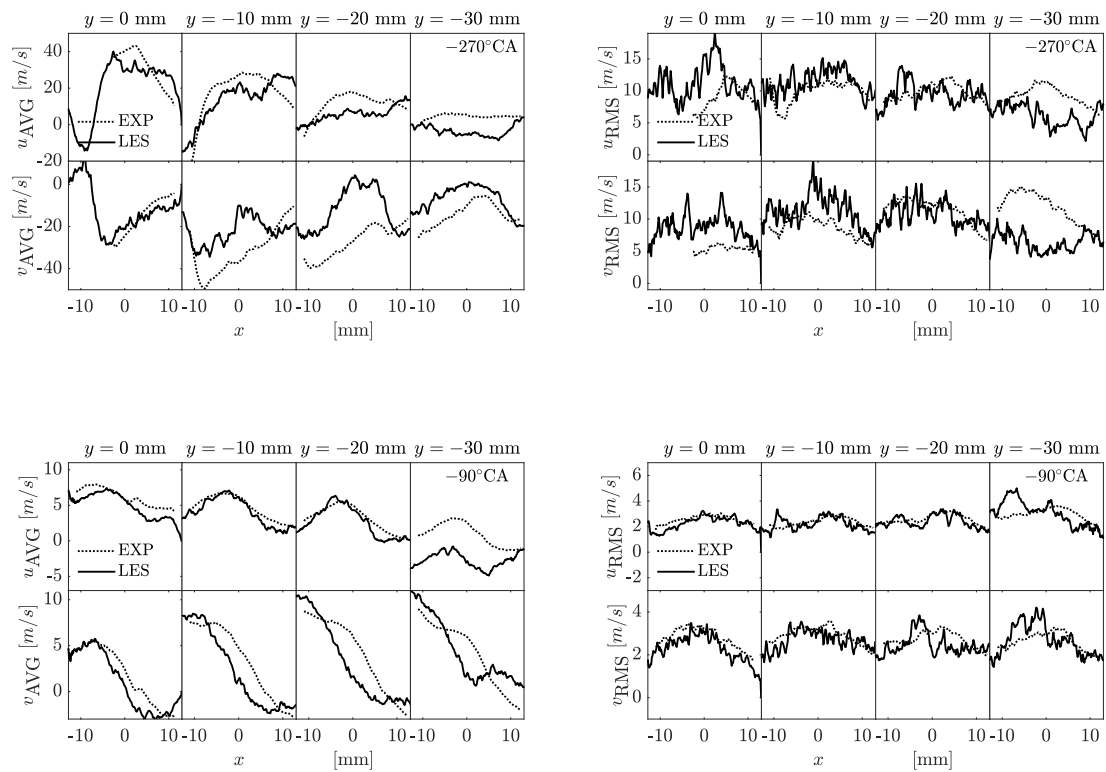 y = 0 mm y = −10 mm y = −20 mm y = −30 mm
−270°CA
40
20
0
-20
u_AVG [m/s]
EXP
LES
0
-20
-40
v_AVG [m/s]
-10 0 10 -10 0 10 -10 0 10 -10 0 10
x [mm]
y = 0 mm y = −10 mm y = −20 mm y = −30 mm
−270°CA
15
10
5
0
u_RMS [m/s]
EXP
LES
15
10
5
0
v_RMS [m/s]
-10 0 10 -10 0 10 -10 0 10 -10 0 10
x [mm]
y = 0 mm y = −10 mm y = −20 mm y = −30 mm
−90°CA
10
5
0
-5
u_AVG [m/s]
EXP
LES
10
5
0
v_AVG [m/s]
-10 0 10 -10 0 10 -10 0 10 -10 0 10
x [mm]
y = 0 mm y = −10 mm y = −20 mm y = −30 mm
−90°CA
6
4
2
0
-2
u_RMS [m/s]
EXP
LES
4
2
0
v_RMS [m/s]
-10 0 10 -10 0 10 -10 0 10 -10 0 10
x [mm]